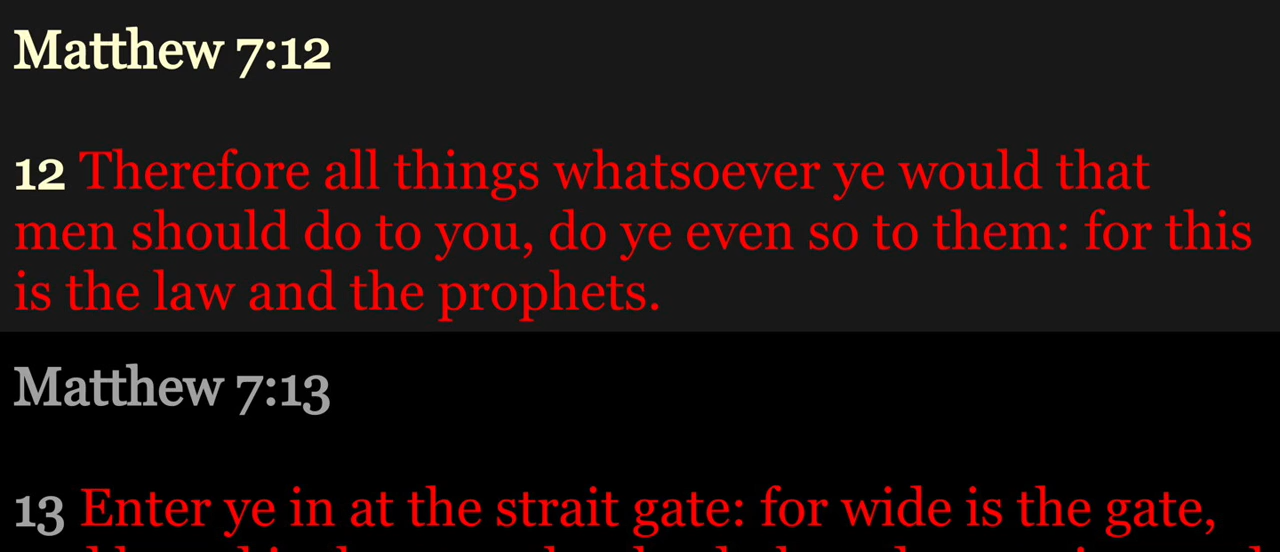 Matthew 7:12
12 Therefore all things whatsoever ye would that
men should do to you, do ye even so to them: for this
is the law and the prophets.
Matthew 7:13
13 Enter ye in at the strait gate: for wide is the gate,